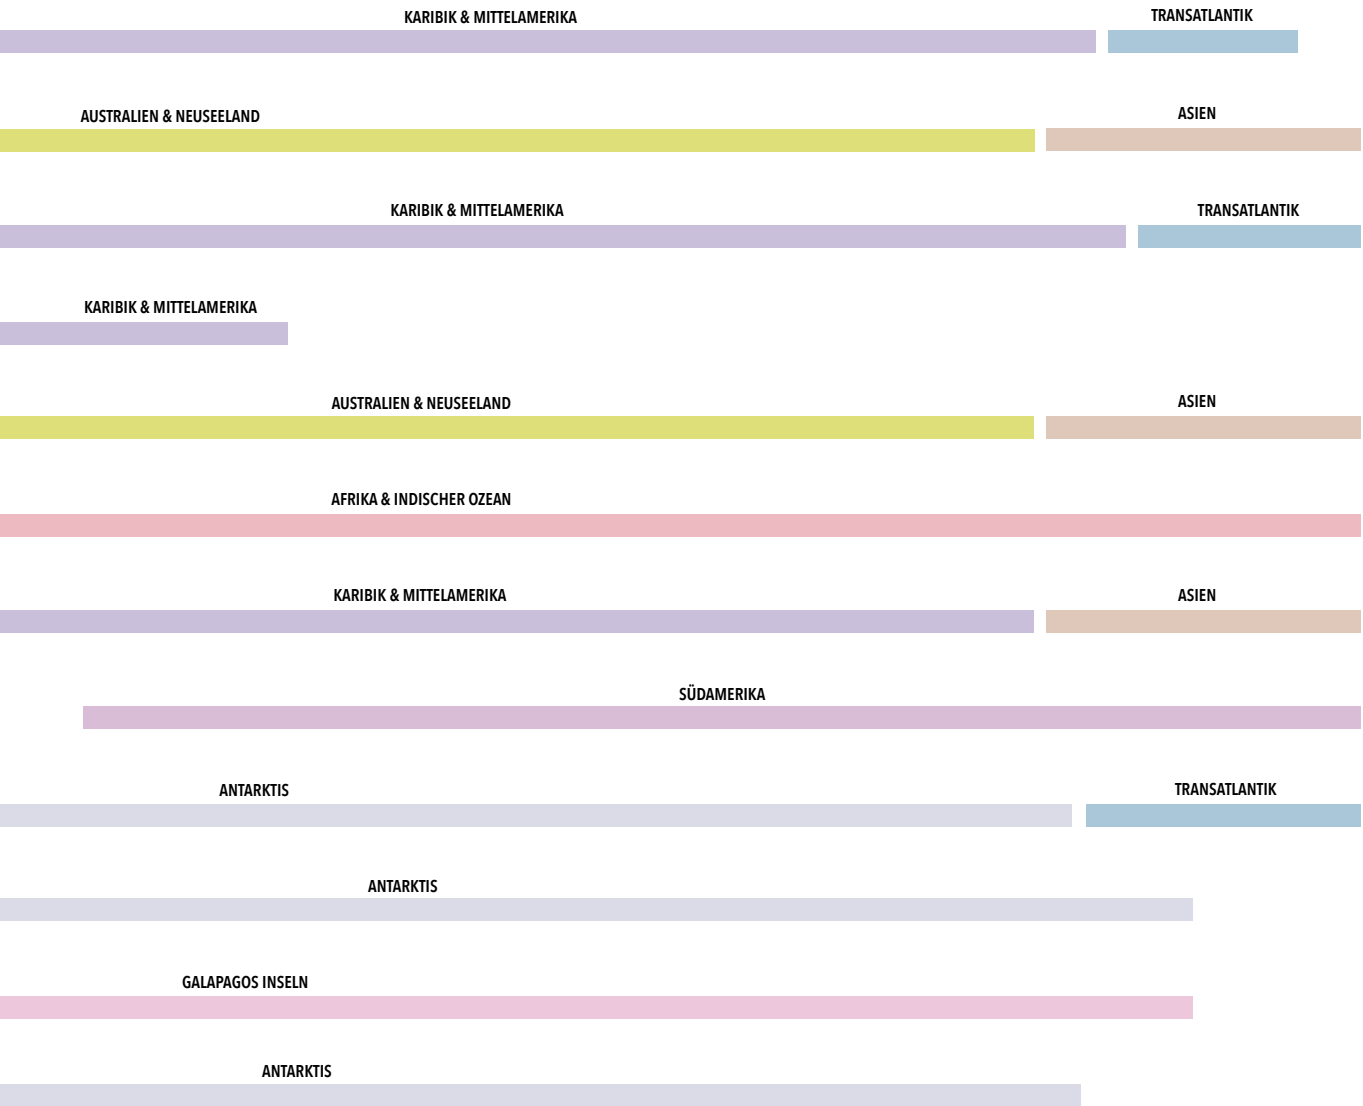 KARIBIK & MITTELAMERIKA
TRANSATLANTIK
AUSTRALIEN & NEUSEELAND
ASIEN
KARIBIK & MITTELAMERIKA
TRANSATLANTIK
KARIBIK & MITTELAMERIKA
AUSTRALIEN & NEUSEELAND
ASIEN
AFRIKA & INDISCHER OZEAN
KARIBIK & MITTELAMERIKA
ASIEN
SÜDAMERIKA
ANTARKTIS
TRANSATLANTIK
ANTARKTIS
GALAPAGOS INSELN
ANTARKTIS